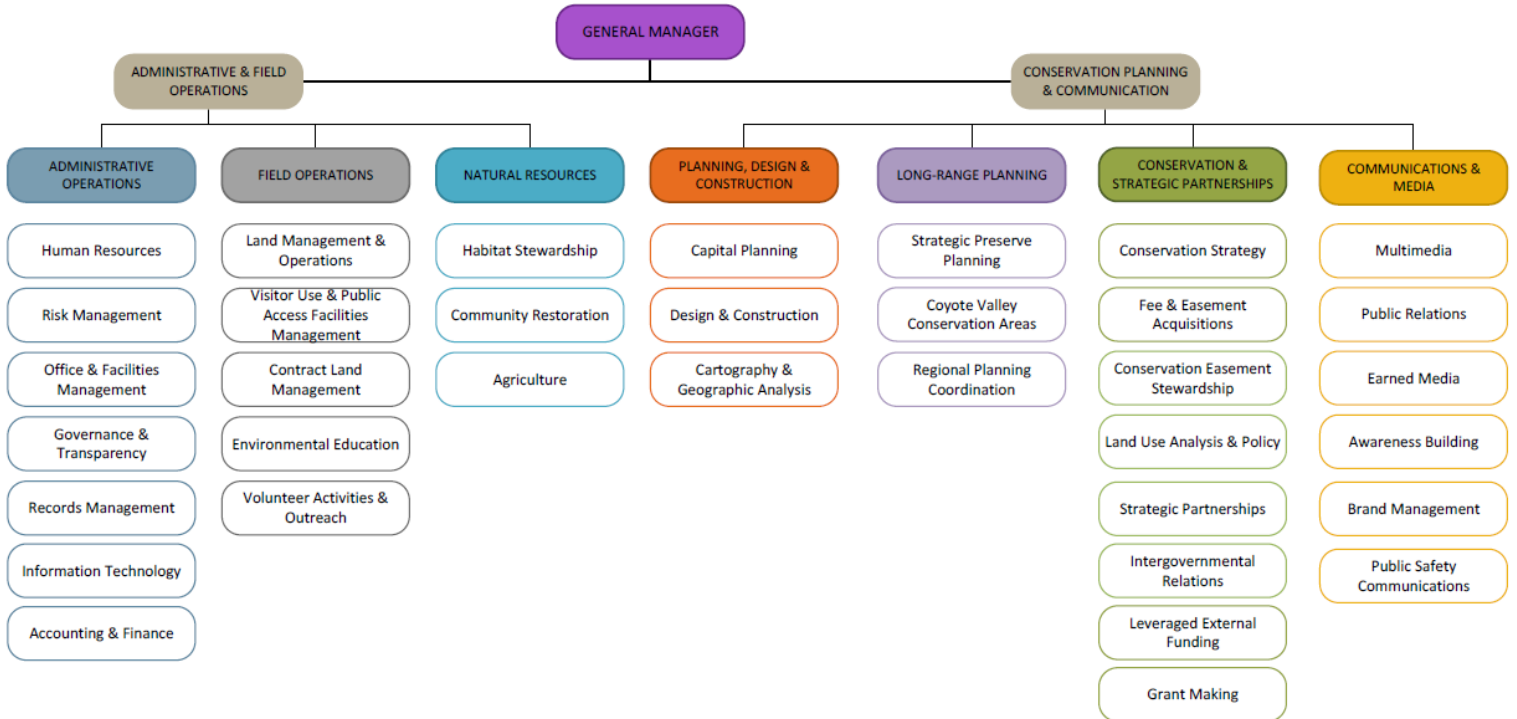 GENERAL MANAGER
ADMINISTRATIVE & FIELD
OPERATIONS
CONSERVATION PLANNING
& COMMUNICATION
ADMINISTRATIVE
OPERATIONS
Human Resources
Risk Management
Office & Facilities
Management
Governance &
Transparency
Records Management
Information Technology
Accounting & Finance
FIELD OPERATIONS
Land Management &
Operations
Visitor Use & Public
Access Facilities
Management
Contract Land
Management
Environmental Education
Volunteer Activities &
Outreach
NATURAL RESOURCES
Habitat Stewardship
Community Restoration
Agriculture
PLANNING, DESIGN &
CONSTRUCTION
Capital Planning
Design & Construction
Cartography &
Geographic Analysis
LONG-RANGE PLANNING
Strategic Preserve
Planning
Coyote Valley
Conservation Areas
Regional Planning
Coordination
CONSERVATION &
STRATEGIC PARTNERSHIPS
Conservation Strategy
Fee & Easement
Acquisitions
Conservation Easement
Stewardship
Land Use Analysis & Policy
Strategic Partnerships
Intergovernmental
Relations
Leveraged External
Funding
Grant Making
COMMUNICATIONS &
MEDIA
Multimedia
Public Relations
Earned Media
Awareness Building
Brand Management
Public Safety
Communications